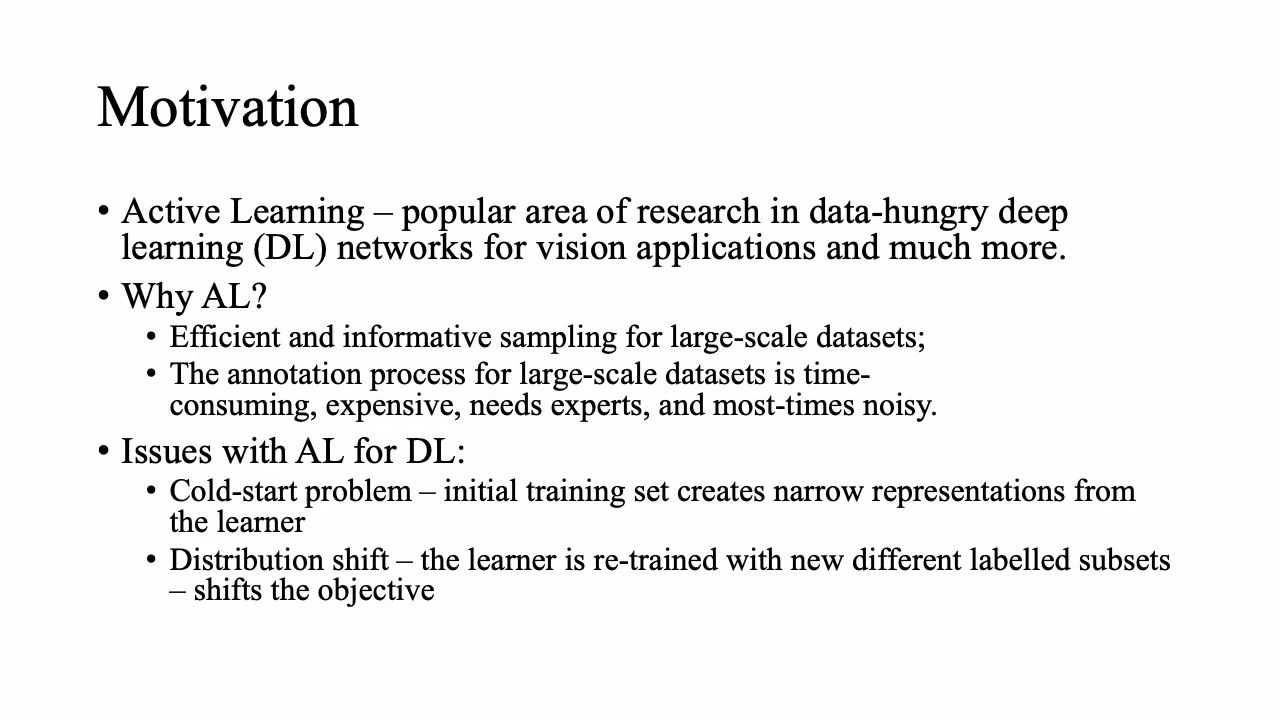 Motivation
• Active Learning – popular area of research in data-hungry deep
learning (DL) networks for vision applications and much more.
• Why AL?
• Efficient and informative sampling for large-scale datasets;
• The annotation process for large-scale datasets is time-
consuming, expensive, needs experts, and most-times noisy.
• Issues with AL for DL:
• Cold-start problem – initial training set creates narrow representations from
the learner
• Distribution shift – the learner is re-trained with new different labelled subsets
– shifts the objective